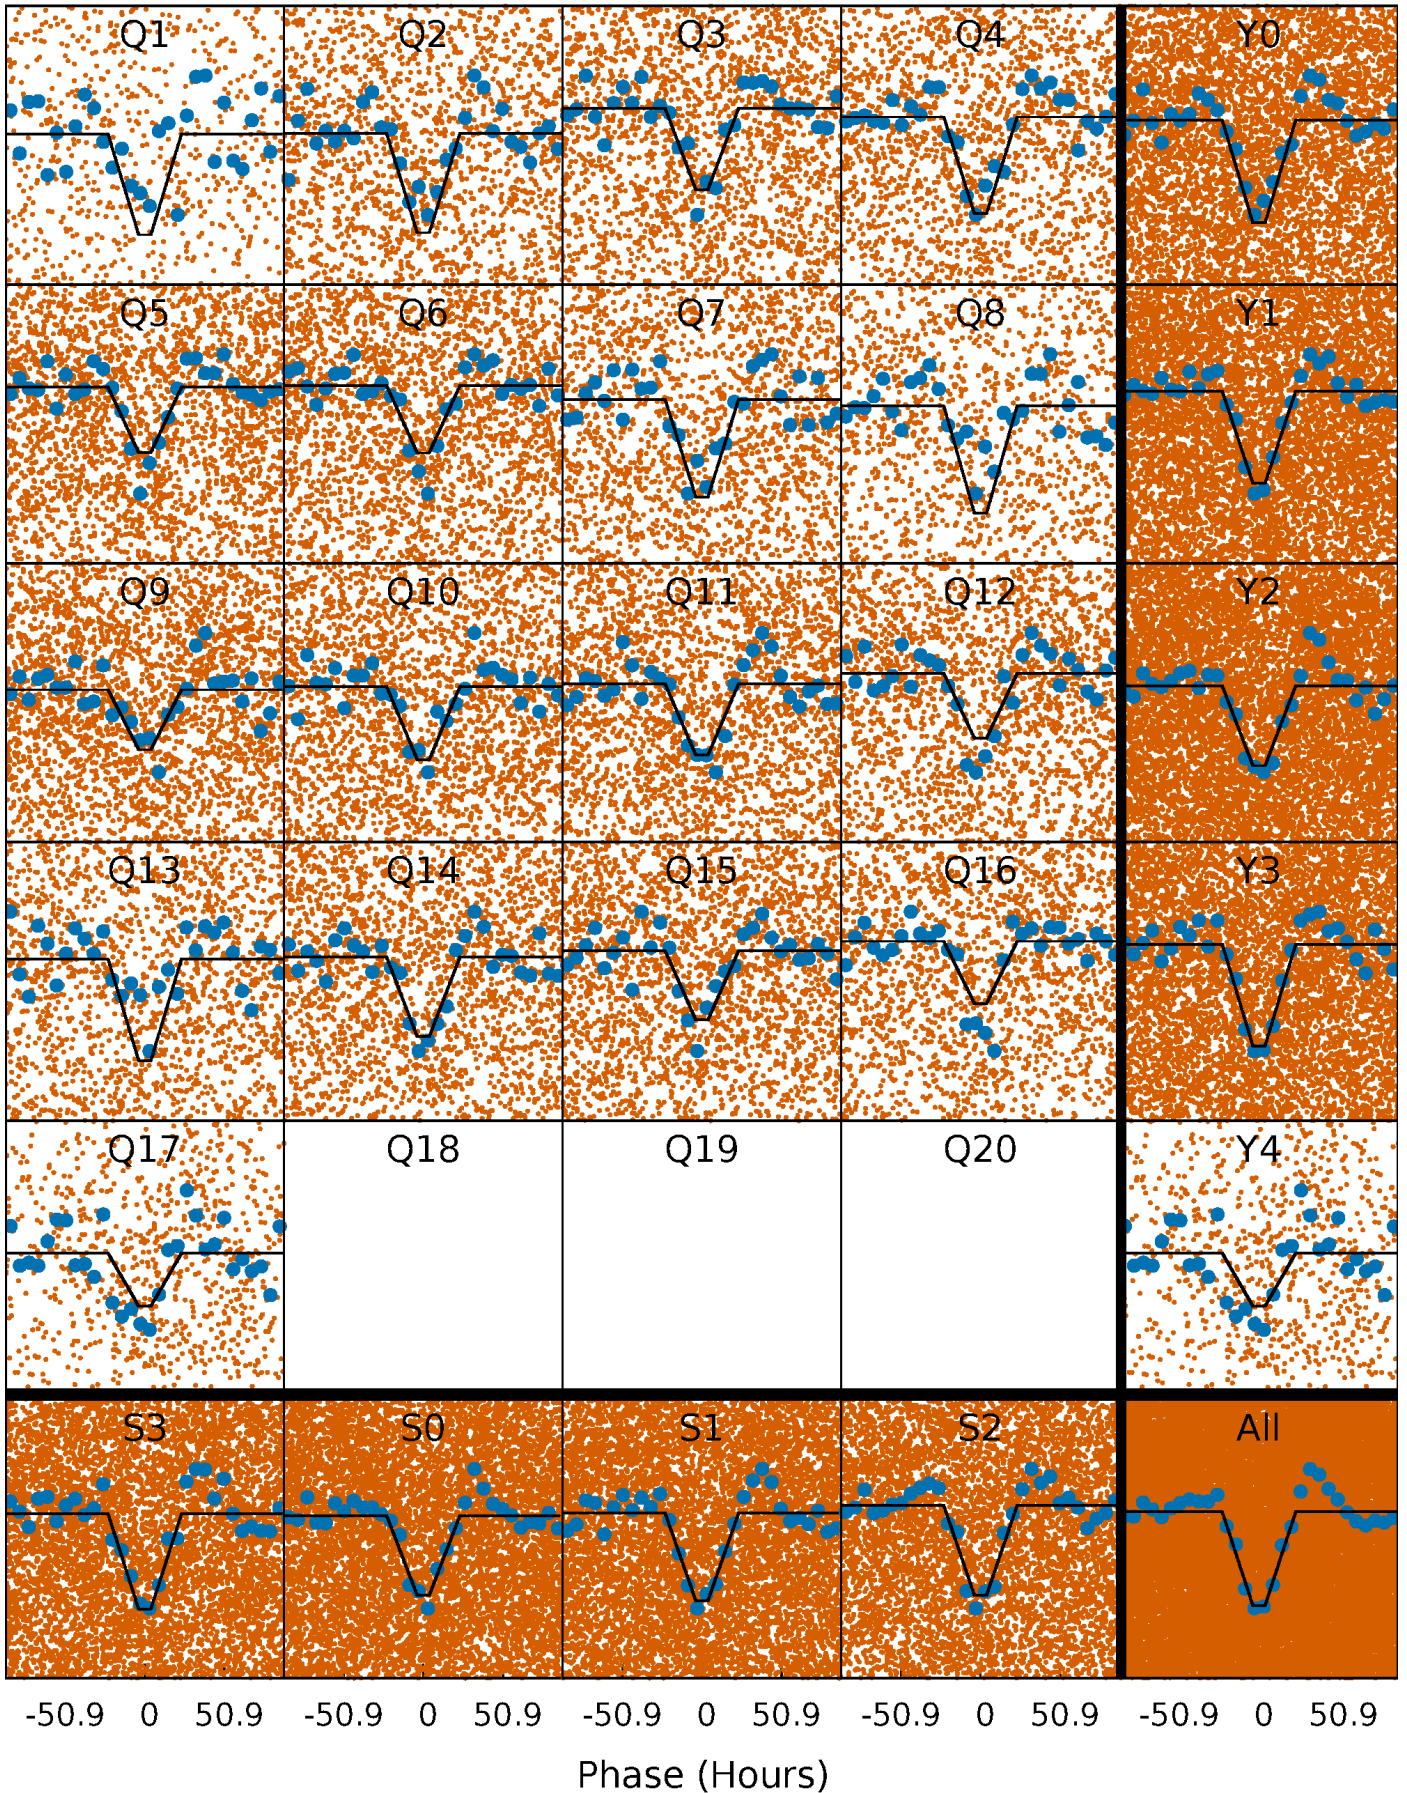 Q1 Q2 Q3 Q4 Y0
Q5 Q6 Q7 Q8 Y1
Q9 Q10 Q11 Q12 Y2
Q13 Q14 Q15 Q16 Y3
Q17 Q18 Q19 Q20 Y4
S3 S0 S1 S2 All
-50.9 0 50.9 -50.9 0 50.9 -50.9 0 50.9 -50.9 0 50.9 -50.9 0 50.9
Phase (Hours)